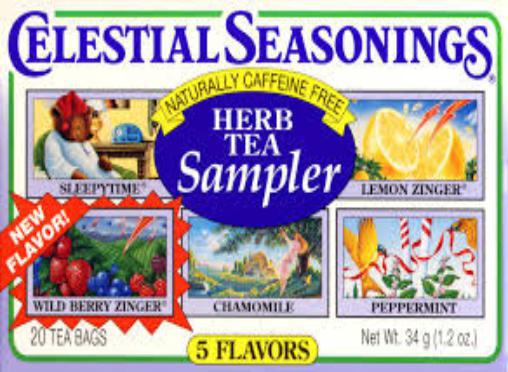 CELESTIAL SEASONINGS®
NATURALLY CAFFEINE FREE
HERB
TEA
Sampler
SLEEPYTIME®
LEMON ZINGER®
NEW
FLAVOR!
WILD BERRY ZINGER®
CHAMOMILE
PEPPERMINT
20 TEA BAGS
5 FLAVORS
Net Wt. 34 g (1.2 oz.)